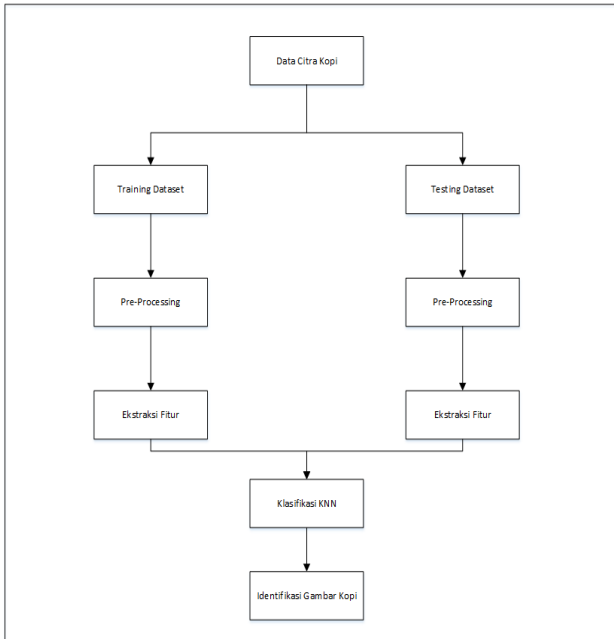 Data Citra Kopi
Training Dataset
Testing Dataset
Pre-Processing
Pre-Processing
Ekstraksi Fitur
Ekstraksi Fitur
Klasifikasi KNN
Identifikasi Gambar Kopi